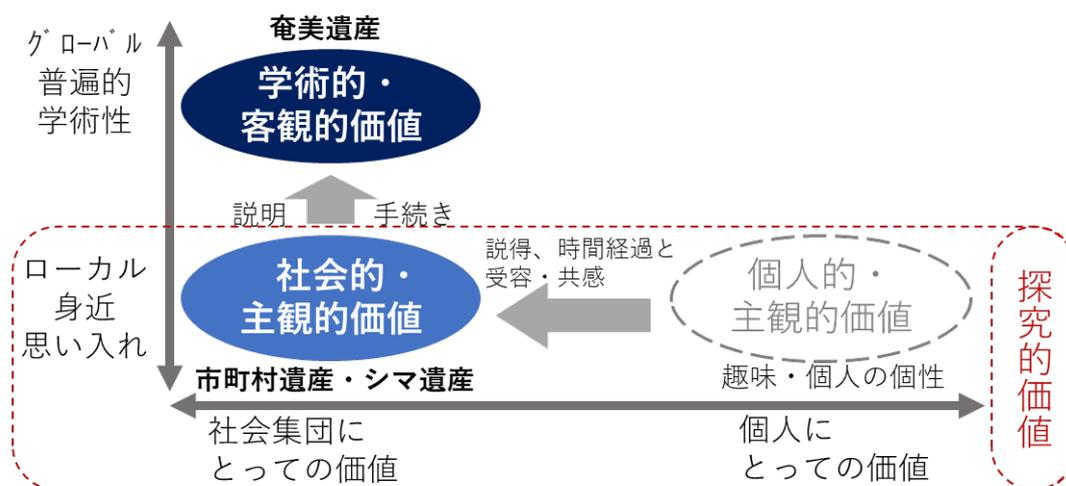 奄美遺産
グローバル
普遍的
学術性
学術的・
客観的価値
説明
手続き
ローカル
身近
思い入れ
社会的・
主観的価値
説得、時間経過と
受容・共感
個人的・
主観的価値
探究的価値
市町村遺産・シマ遺産
趣味・個人の個性
社会集団に
とっての価値
個人に
とっての価値